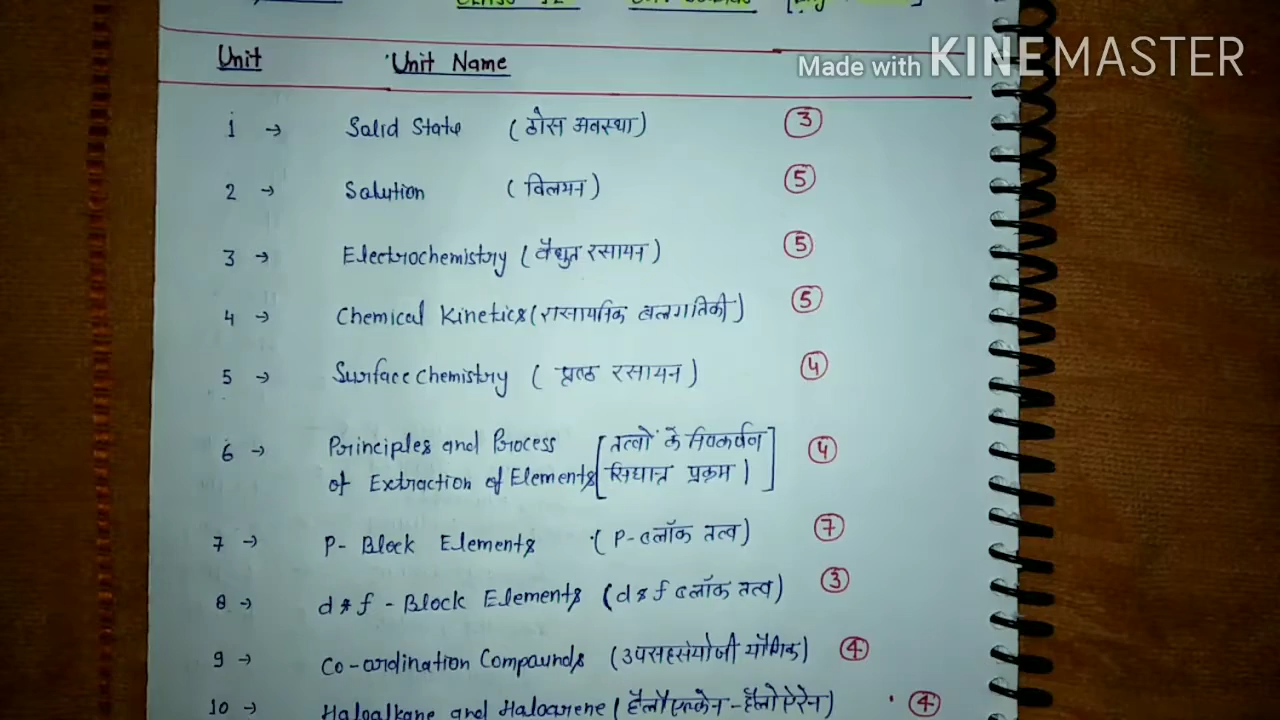 CLASS 12
Unit Unit Name
Made with KINEMASTER
1 → Solid State (ठोस अवस्था) 3
2 → Solution (विलयन) 5
3 → Electrochemistry (वैद्युत रसायन) 5
4 → Chemical Kinetics (रासायनिक बलगतिकी) 5
5 → Surface Chemistry (प्रष्ठ रसायन) 4
6 → Principles and Process [तत्वों के निष्कर्षण
of Extraction of Elements सिधान्त प्रक्रम।] 4
7 → P- Block Elements (P-ब्लॉक तत्व) 7
8 → d & f - Block Elements (d & f ब्लॉक तत्व) 3
9 → Co-ordination Compounds (उपसहसंयोजी यौगिक) 4
10 → Haloalkane and Haloarene (हैलोएल्केन-हैलोऐरेन) 4